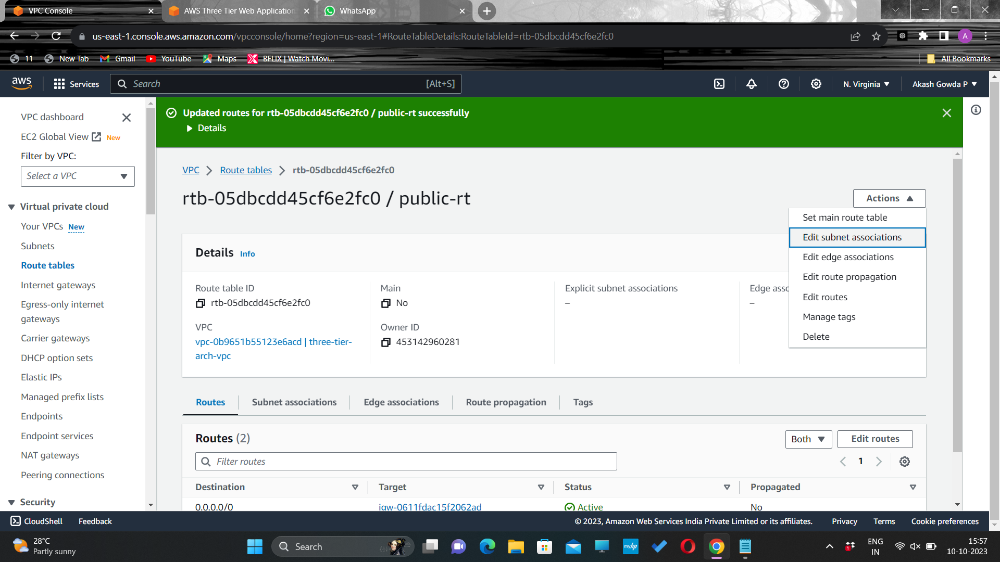 VPC Console
AWS Three Tier Web Application
WhatsApp
us-east-1.console.aws.amazon.com/vpcconsole/home?region=us-east-1#RouteTableDetails:RouteTableId=rtb-05dbcdd45cf6e2fc0
A
11
New Tab
Gmail
YouTube
Maps
BFLIX | Watch Movi...
All Bookmarks
aws
Services
Search
[Alt+S]
N. Virginia
Akash Gowda P
VPC dashboard
EC2 Global View New
Filter by VPC:
Select a VPC
Virtual private cloud
Your VPCs New
Subnets
Route tables
Internet gateways
Egress-only internet
gateways
Carrier gateways
DHCP option sets
Elastic IPs
Managed prefix lists
Endpoints
Endpoint services
NAT gateways
Peering connections
Security
Updated routes for rtb-05dbcdd45cf6e2fc0 / public-rt successfully
Details
VPC
Route tables
rtb-05dbcdd45cf6e2fc0
rtb-05dbcdd45cf6e2fc0 / public-rt
Actions
Set main route table
Edit subnet associations
Edit edge associations
Edit route propagation
Edit routes
Manage tags
Delete
Details Info
Route table ID
rtb-05dbcdd45cf6e2fc0
Main
No
Explicit subnet associations
–
Edge asso
–
VPC
vpc-0b9651b55123e6acd | three-tier-
arch-vpc
Owner ID
453142960281
Routes
Subnet associations
Edge associations
Route propagation
Tags
Routes (2)
Both
Edit routes
Filter routes
1
Destination
Target
Status
Propagated
0.0.0.0/0
igw-0611fdac15f2062ad
Active
No
CloudShell
Feedback
© 2023, Amazon Web Services India Private Limited or its affiliates.
Privacy
Terms
Cookie preferences
28°C
Partly sunny
Search
myhp
1
ENG
IN
15:57
10-10-2023